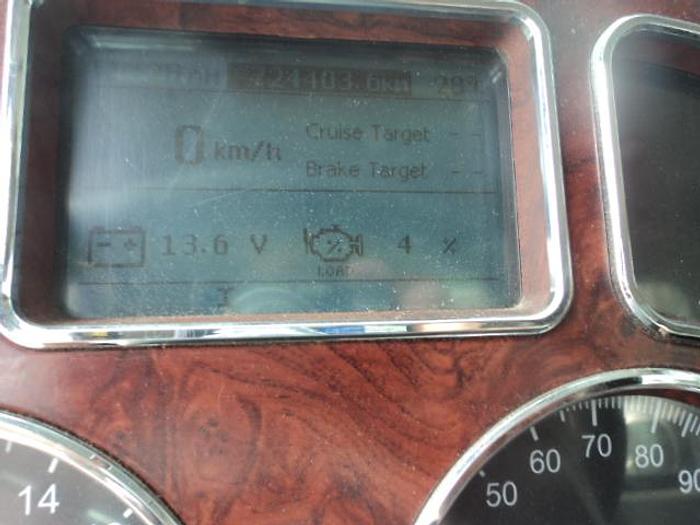 0 km/h
Cruise Target - -
Brake Target - -
13.6 V
4 %
LOAD
14
50 60 70 80 90